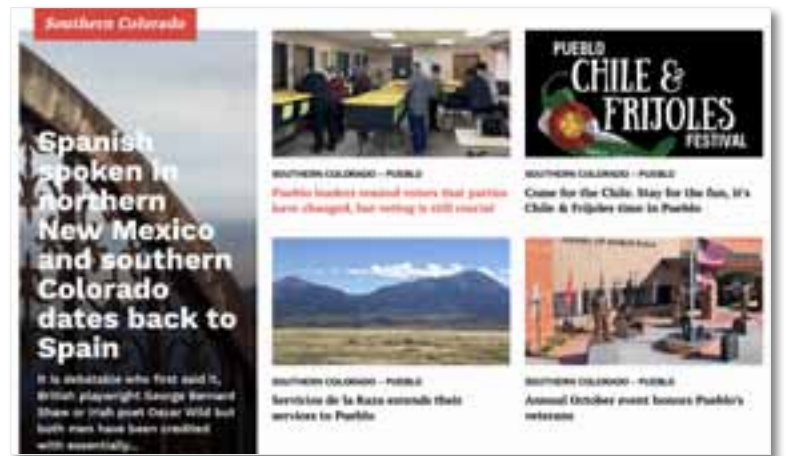 Southern Colorado
Spanish
spoken in
northern
New Mexico
and southern
Colorado
dates back to
Spain
It is debatable who first said it,
British playwright George Bernard
Shaw or Irish poet Oscar Wild but
both men have been credited
with essentially...
SOUTHERN COLORADO – PUEBLO
Pueblo leaders remind voters that parties
have changed, but voting is still crucial
PUEBLO
CHILE &
FRIJOLES
FESTIVAL
SOUTHERN COLORADO – PUEBLO
Come for the Chile. Stay for the fun, it's
Chile & Frijoles time in Pueblo
SOUTHERN COLORADO – PUEBLO
Servicios de la Raza extends their
services to Pueblo
SOUTHERN COLORADO – PUEBLO
Annual October event honors Pueblo's
veterans